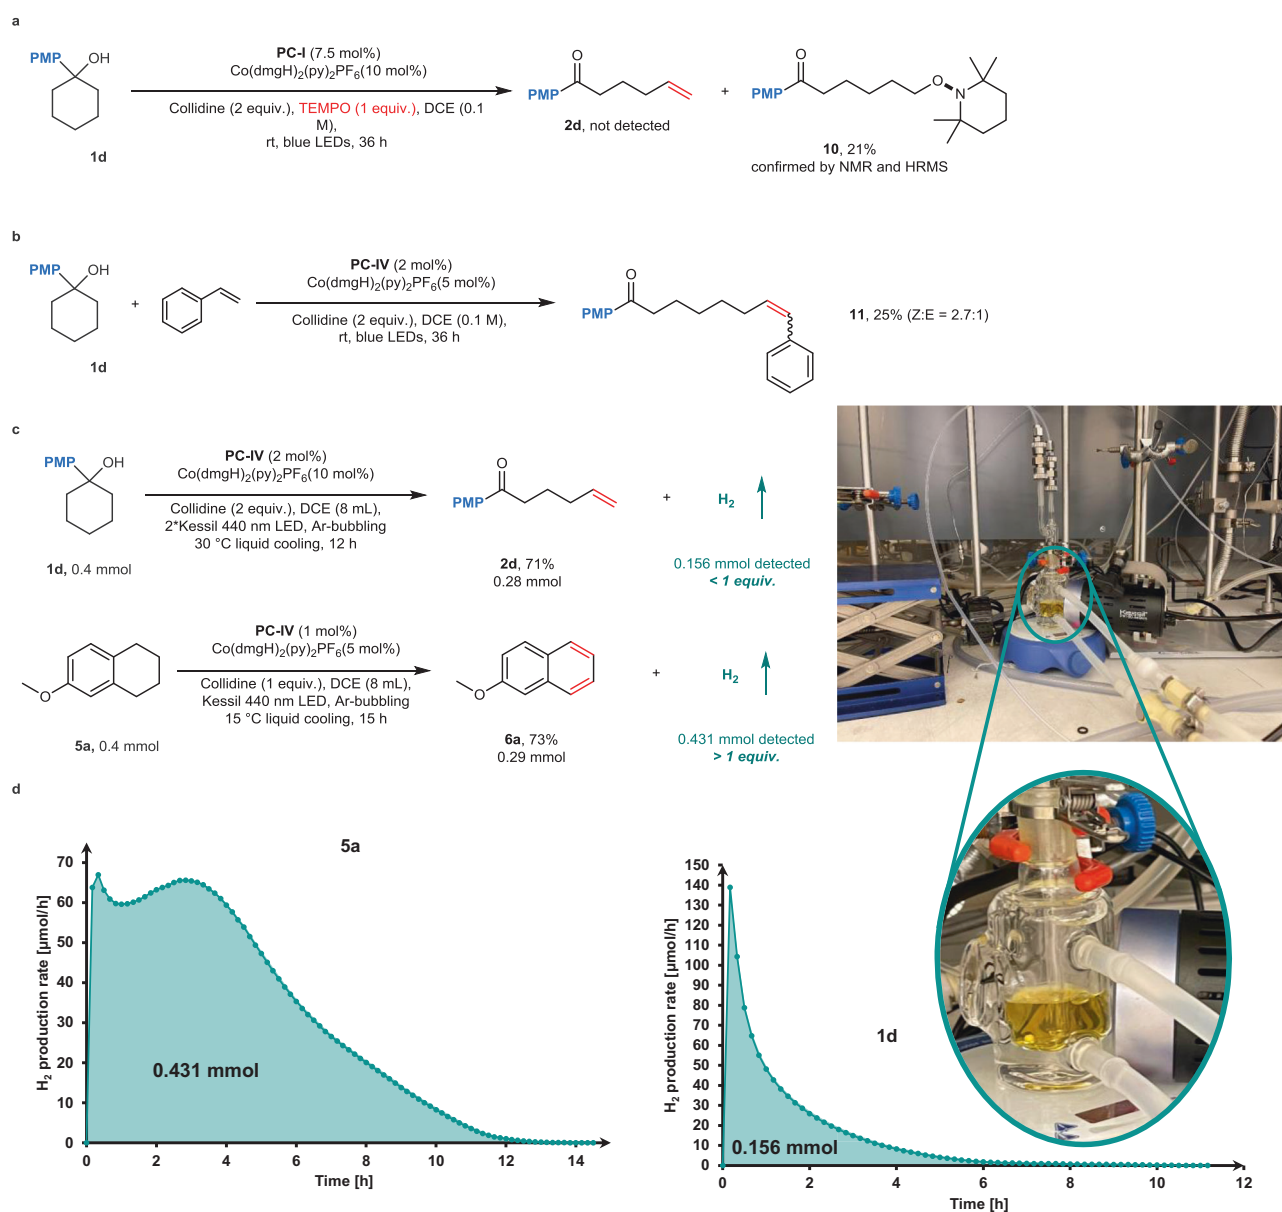 a
PMP
OH
1d
PC-I (7.5 mol%)
Co(dmgH)2(py)2PF6(10 mol%)
Collidine (2 equiv.), TEMPO (1 equiv.), DCE (0.1
M),
rt, blue LEDs, 36 h
O
PMP
2d, not detected
+
O
PMP
O
N
10, 21%
confirmed by NMR and HRMS
b
PMP
OH
1d
+
PC-IV (2 mol%)
Co(dmgH)2(py)2PF6(5 mol%)
Collidine (2 equiv.), DCE (0.1 M),
rt, blue LEDs, 36 h
O
PMP
11, 25% (Z:E = 2.7:1)
c
PMP
OH
1d, 0.4 mmol
PC-IV (2 mol%)
Co(dmgH)2(py)2PF6(10 mol%)
Collidine (2 equiv.), DCE (8 mL),
2*Kessil 440 nm LED, Ar-bubbling
30 °C liquid cooling, 12 h
O
PMP
2d, 71%
0.28 mmol
+
H2
0.156 mmol detected
< 1 equiv.
O
5a, 0.4 mmol
PC-IV (1 mol%)
Co(dmgH)2(py)2PF6(5 mol%)
Collidine (1 equiv.), DCE (8 mL),
Kessil 440 nm LED, Ar-bubbling
15 °C liquid cooling, 15 h
O
6a, 73%
0.29 mmol
+
H2
0.431 mmol detected
> 1 equiv.
Kessil
d
5a
H2 production rate [µmol/h]
70
60
50
40
30
20
10
0
0.431 mmol
0 2 4 6 8 10 12 14
Time [h]
1d
H2 production rate [µmol/h]
150
140
130
120
110
100
90
80
70
60
50
40
30
20
10
0
0.156 mmol
0 2 4 6 8 10 12
Time [h]